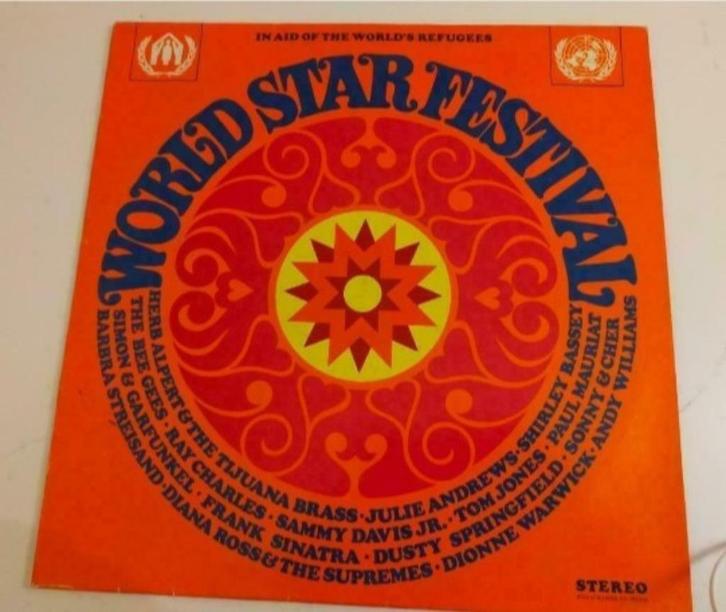 IN AID OF THE WORLD'S REFUGEES
WORLD STAR FESTIVAL
HERB ALPERT & THE TIJUANA BRASS · JULIE ANDREWS · SHIRLEY BASSEY
THE BEE GEES · RAY CHARLES · SAMMY DAVIS JR. · TOM JONES · PAUL MAURIAT
SIMON & GARFUNKEL · FRANK SINATRA · DUSTY SPRINGFIELD · SONNY & CHER
BARBRA STREISAND · DIANA ROSS & THE SUPREMES · DIONNE WARWICK · ANDY WILLIAMS
STEREO